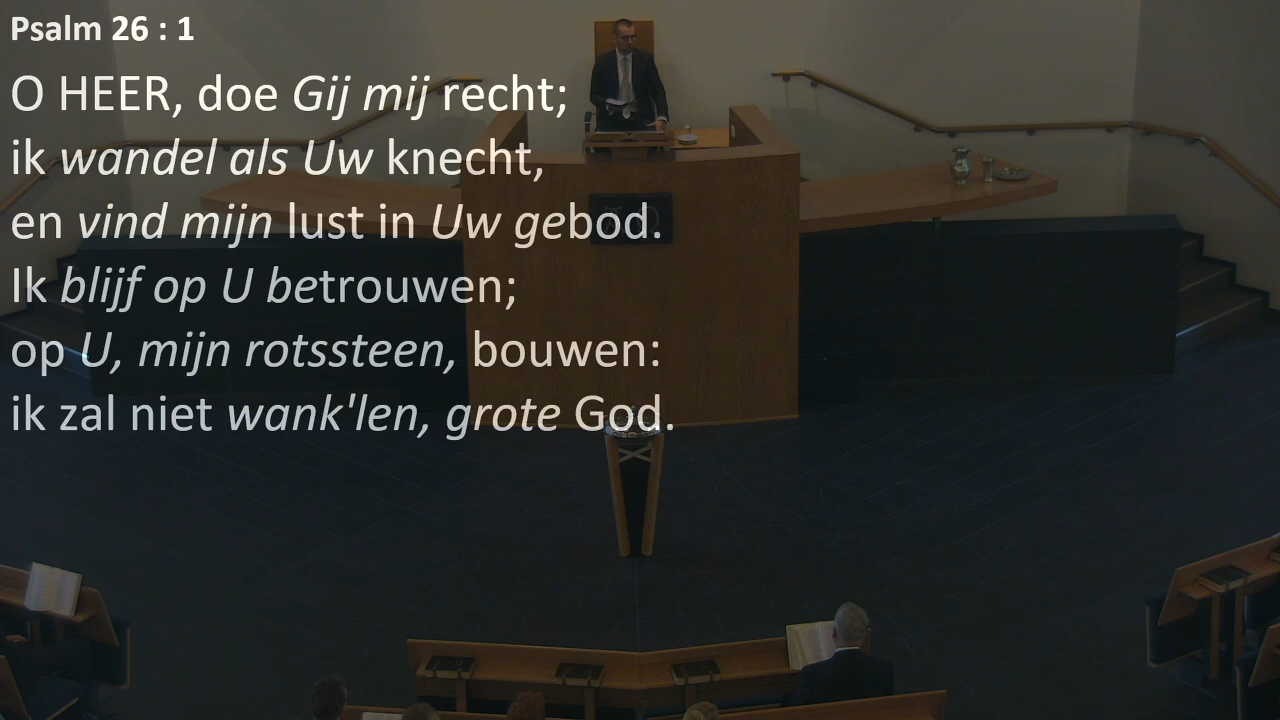 Psalm 26 : 1
O HEER, doe Gij mij recht;
ik wandel als Uw knecht,
en vind mijn lust in Uw gebod.
Ik blijf op U betrouwen;
op U, mijn rotssteen, bouwen:
ik zal niet wank'len, grote God.